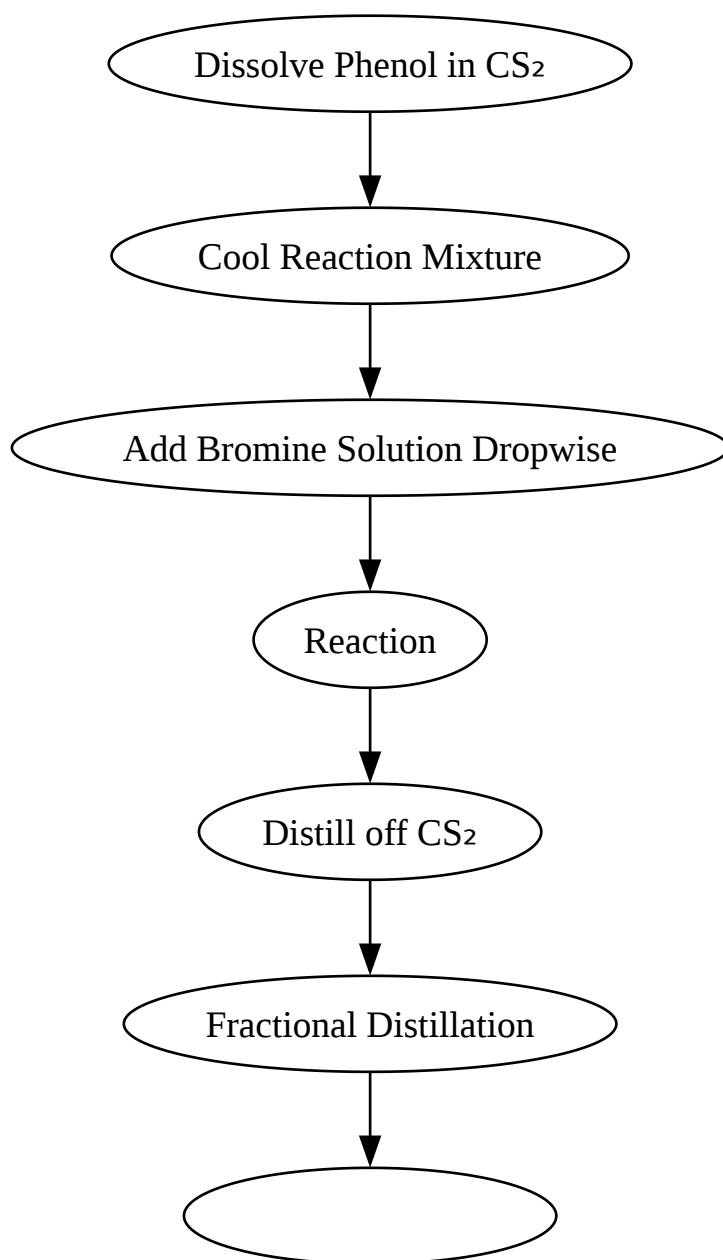 Dissolve Phenol in CS₂
Cool Reaction Mixture
Add Bromine Solution Dropwise
Reaction
Distill off CS₂
Fractional Distillation